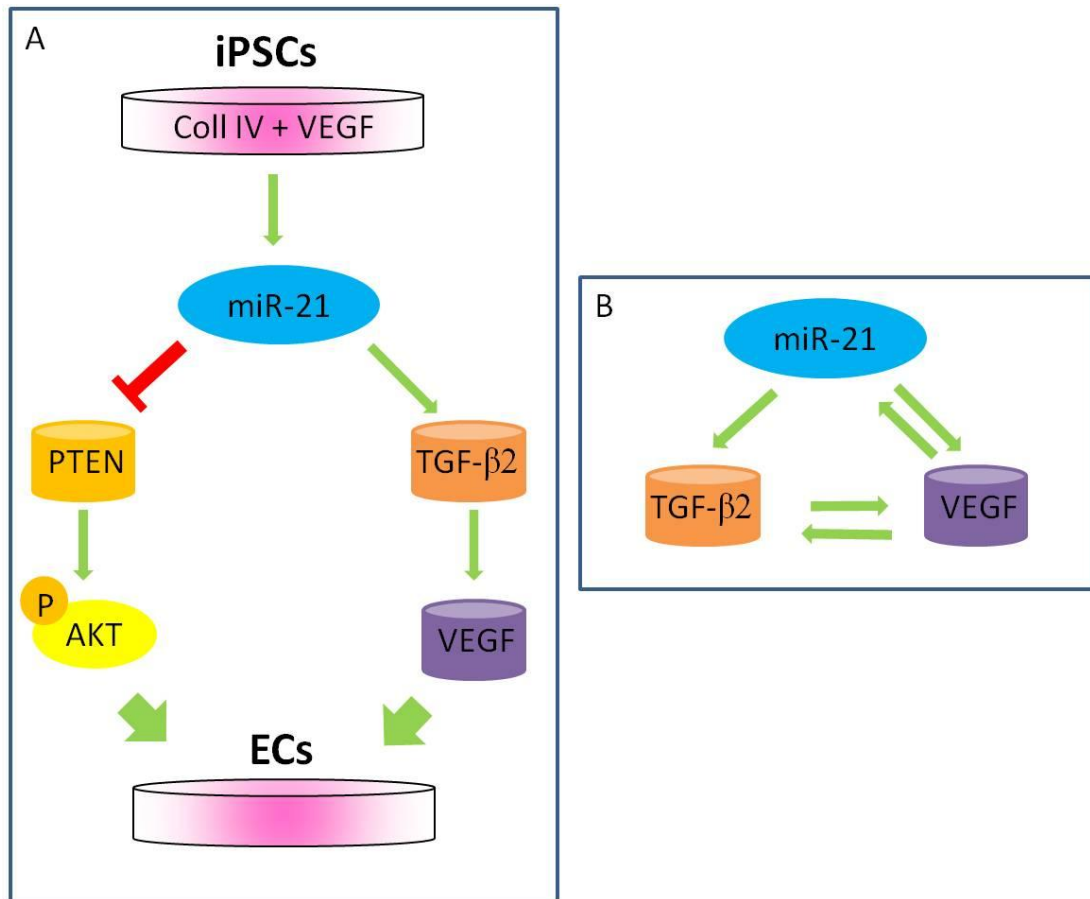 A
iPSCs
Coll IV + VEGF
miR-21
PTEN
TGF-β2
P
AKT
VEGF
ECs
B
miR-21
TGF-β2
VEGF